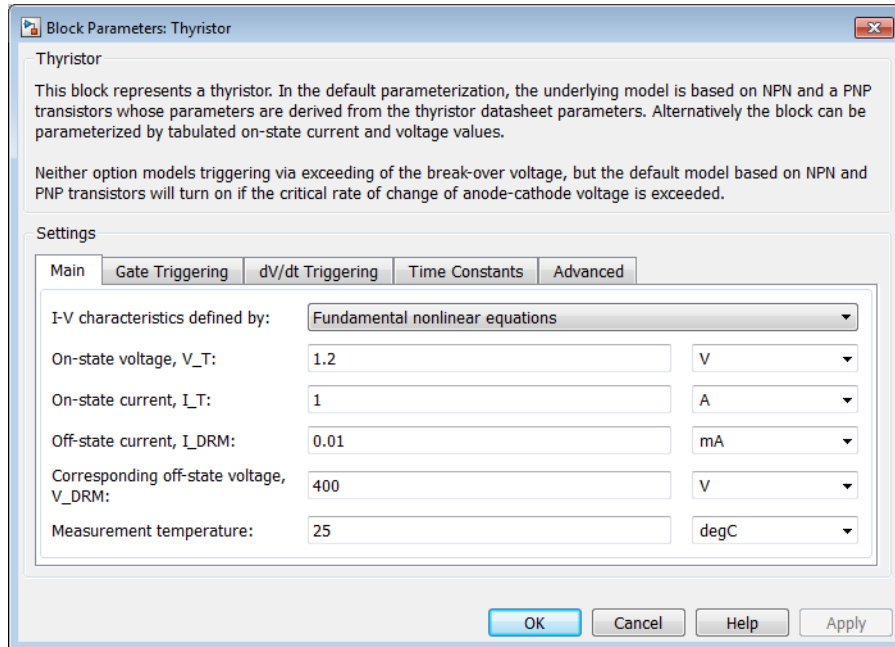 Block Parameters: Thyristor
Thyristor
This block represents a thyristor. In the default parameterization, the underlying model is based on NPN and a PNP
transistors whose parameters are derived from the thyristor datasheet parameters. Alternatively the block can be
parameterized by tabulated on-state current and voltage values.
Neither option models triggering via exceeding of the break-over voltage, but the default model based on NPN and
PNP transistors will turn on if the critical rate of change of anode-cathode voltage is exceeded.
Settings
Main Gate Triggering dV/dt Triggering Time Constants Advanced
I-V characteristics defined by: Fundamental nonlinear equations
On-state voltage, V_T: 1.2 V
On-state current, I_T: 1 A
Off-state current, I_DRM: 0.01 mA
Corresponding off-state voltage,
V_DRM: 400 V
Measurement temperature: 25 degC
OK Cancel Help Apply